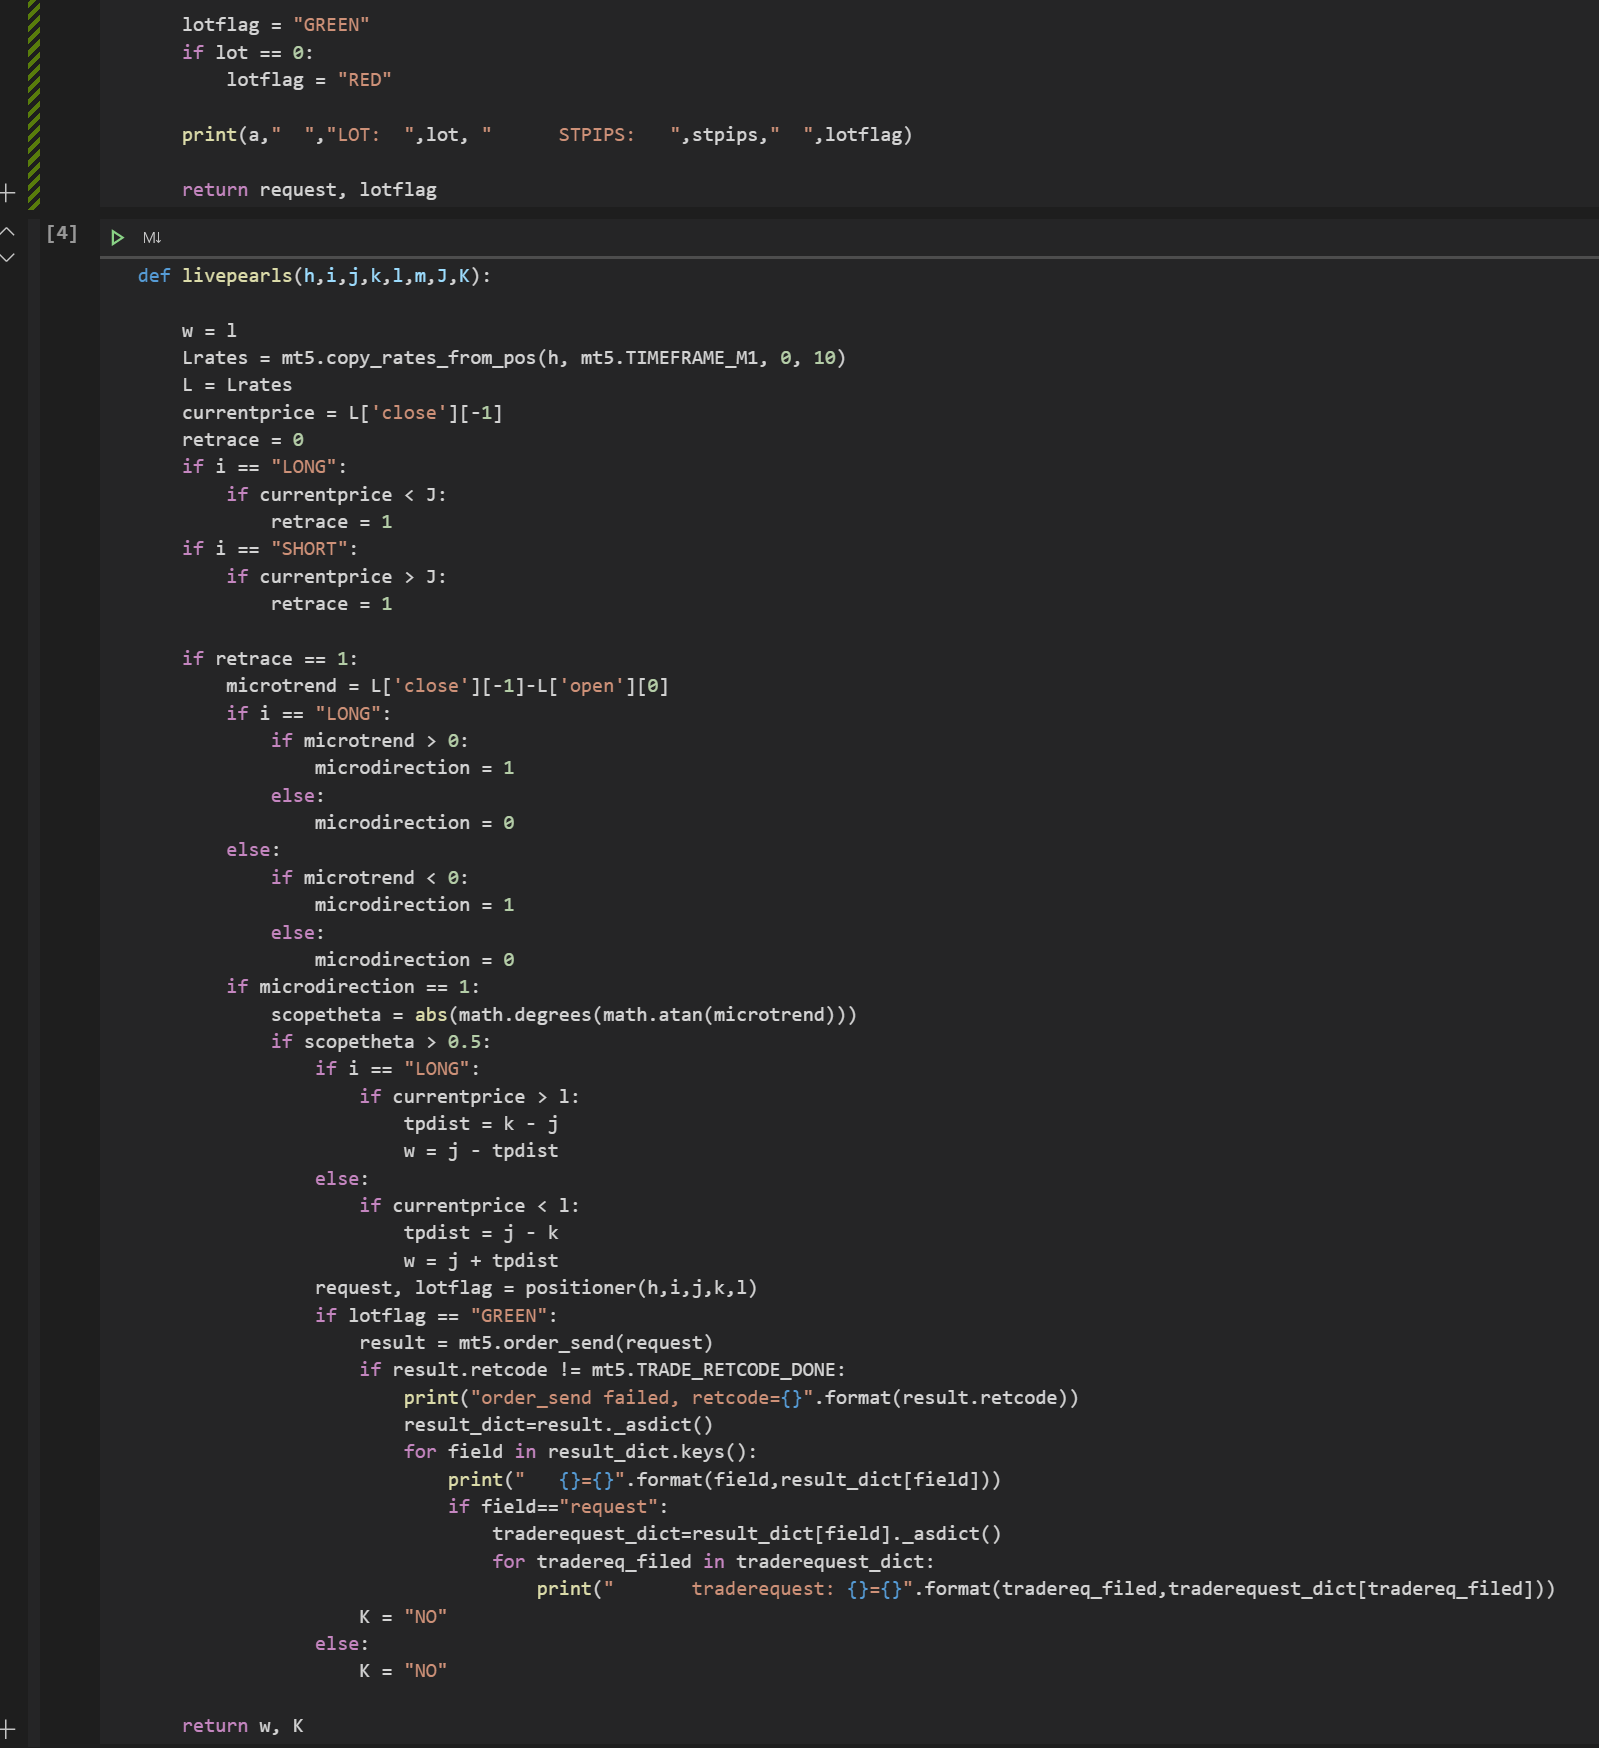 lotflag = "GREEN"
if lot == 0:
    lotflag = "RED"
print(a,"  ","LOT:  ",lot, "      STPIPS:   ",stpips,"  ",lotflag)
return request, lotflag
[4]
M↓
def livepearls(h,i,j,k,l,m,J,K):
    w = l
    Lrates = mt5.copy_rates_from_pos(h, mt5.TIMEFRAME_M1, 0, 10)
    L = Lrates
    currentprice = L['close'][-1]
    retrace = 0
    if i == "LONG":
        if currentprice < J:
            retrace = 1
    if i == "SHORT":
        if currentprice > J:
            retrace = 1
    if retrace == 1:
        microtrend = L['close'][-1]-L['open'][0]
        if i == "LONG":
            if microtrend > 0:
                microdirection = 1
            else:
                microdirection = 0
        else:
            if microtrend < 0:
                microdirection = 1
            else:
                microdirection = 0
        if microdirection == 1:
            scopetheta = abs(math.degrees(math.atan(microtrend)))
            if scopetheta > 0.5:
                if i == "LONG":
                    if currentprice > l:
                        tpdist = k - j
                        w = j - tpdist
                else:
                    if currentprice < l:
                        tpdist = j - k
                        w = j + tpdist
                request, lotflag = positioner(h,i,j,k,l)
                if lotflag == "GREEN":
                    result = mt5.order_send(request)
                    if result.retcode != mt5.TRADE_RETCODE_DONE:
                        print("order_send failed, retcode={}".format(result.retcode))
                        result_dict=result._asdict()
                        for field in result_dict.keys():
                            print("   {}={}".format(field,result_dict[field]))
                            if field=="request":
                                traderequest_dict=result_dict[field]._asdict()
                                for tradereq_filed in traderequest_dict:
                                    print("       traderequest: {}={}".format(tradereq_filed,traderequest_dict[tradereq_filed]))
                    K = "NO"
                else:
                    K = "NO"
    return w, K